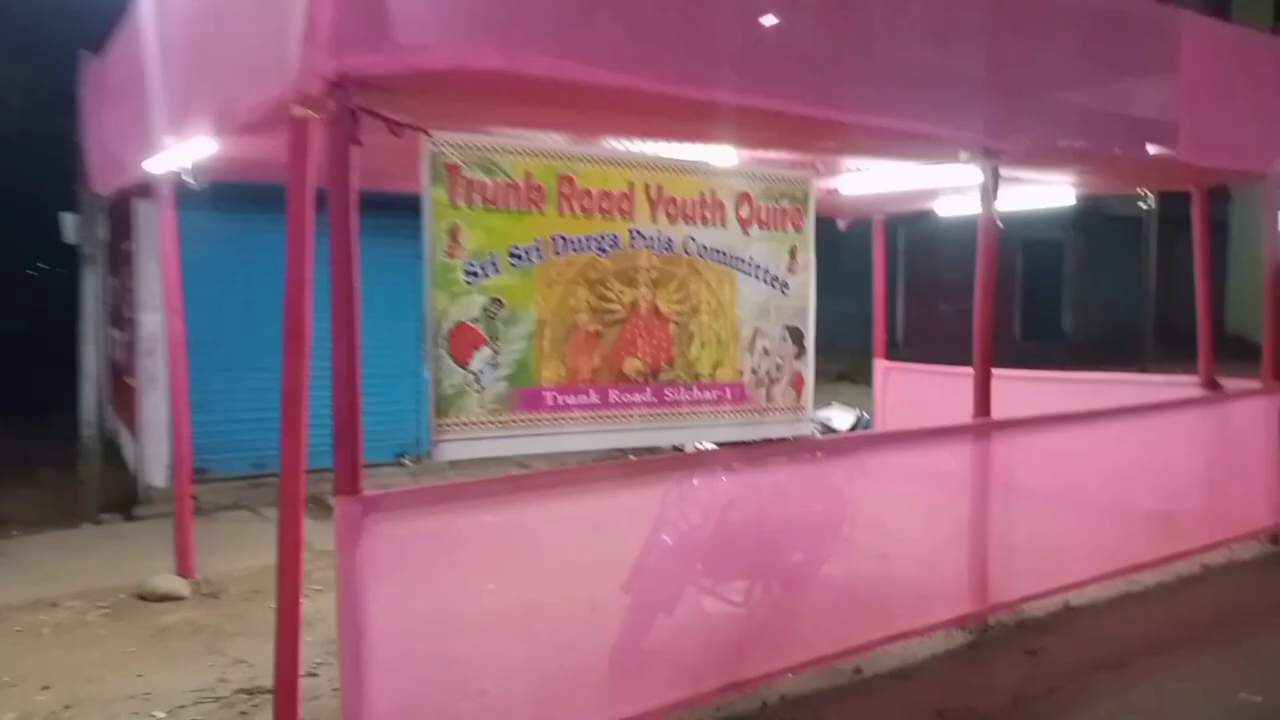 Trunk Road Youth Quire
Sri Sri Durga Puja Committee
Trunk Road, Silchar-1